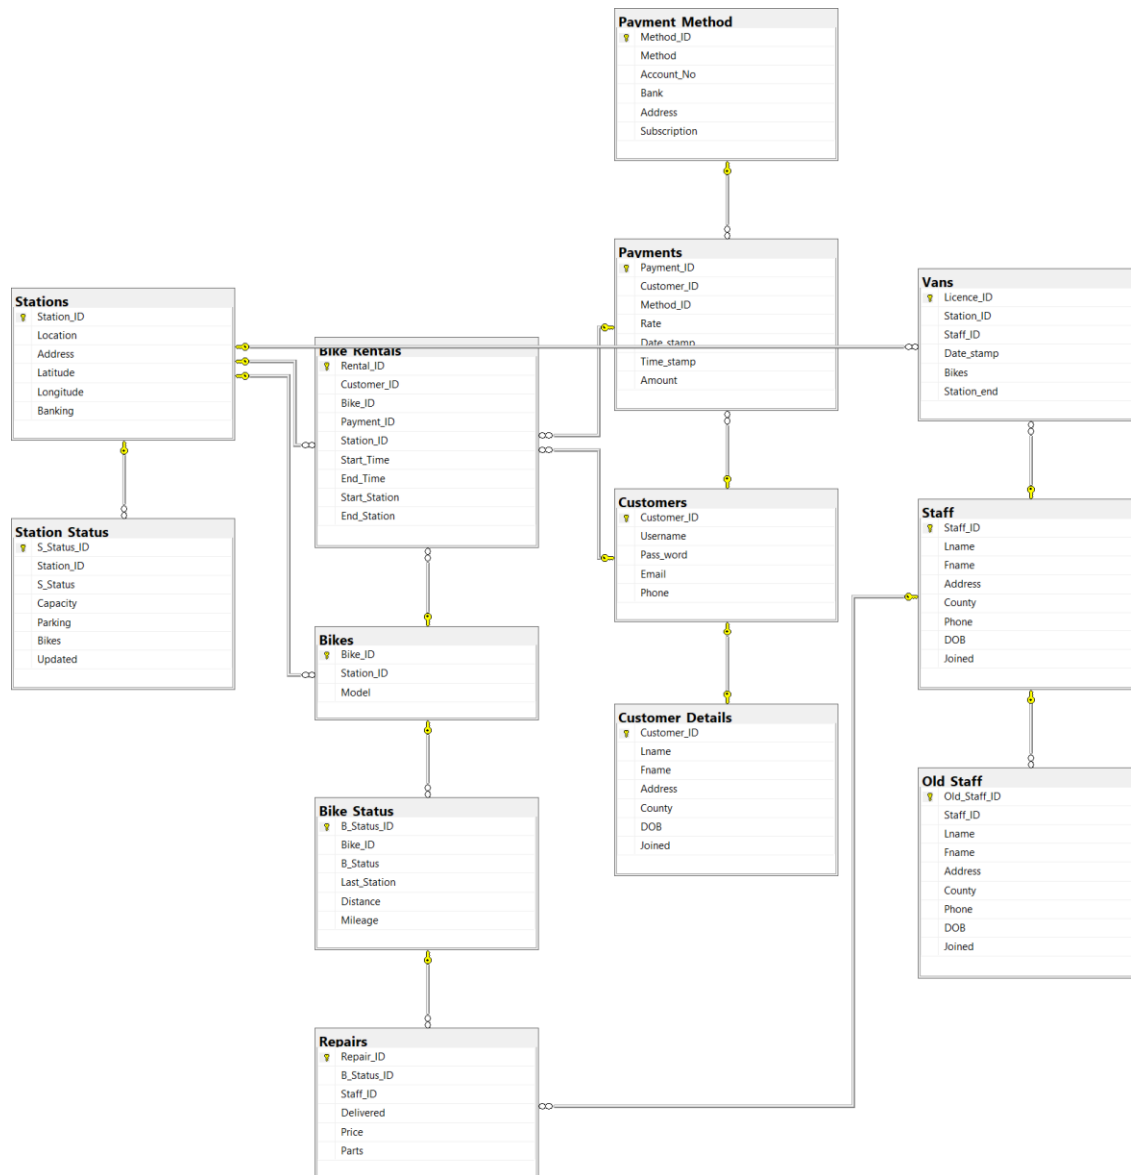 Payment Method
Method_ID
Method
Account_No
Bank
Address
Subscription
Payments
Payment_ID
Customer_ID
Method_ID
Rate
Date_stamp
Time_stamp
Amount
Vans
Licence_ID
Station_ID
Staff_ID
Date_stamp
Bikes
Station_end
Stations
Station_ID
Location
Address
Latitude
Longitude
Banking
Bike Rentals
Rental_ID
Customer_ID
Bike_ID
Payment_ID
Station_ID
Start_Time
End_Time
Start_Station
End_Station
Customers
Customer_ID
Username
Pass_word
Email
Phone
Staff
Staff_ID
Lname
Fname
Address
County
Phone
DOB
Joined
Station Status
S_Status_ID
Station_ID
S_Status
Capacity
Parking
Bikes
Updated
Bikes
Bike_ID
Station_ID
Model
Customer Details
Customer_ID
Lname
Fname
Address
County
DOB
Joined
Old Staff
Old_Staff_ID
Staff_ID
Lname
Fname
Address
County
Phone
DOB
Joined
Bike Status
B_Status_ID
Bike_ID
B_Status
Last_Station
Distance
Mileage
Repairs
Repair_ID
B_Status_ID
Staff_ID
Delivered
Price
Parts